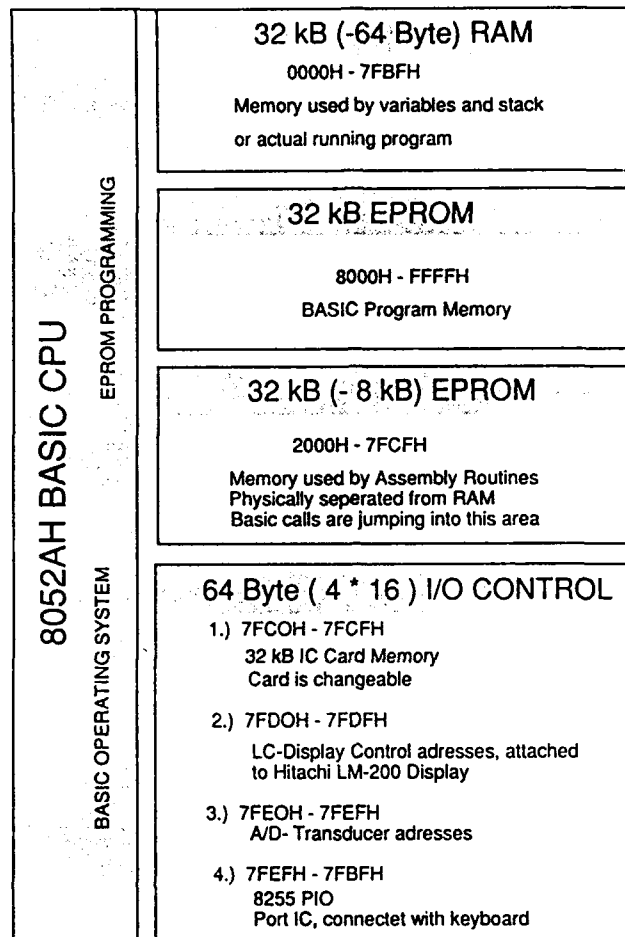 8052AH BASIC CPU
BASIC OPERATING SYSTEM
EPROM PROGRAMMING
32 kB (-64 Byte) RAM
0000H - 7FBFH
Memory used by variables and stack
or actual running program
32 kB EPROM
8000H - FFFFH
BASIC Program Memory
32 kB (- 8 kB) EPROM
2000H - 7FCFH
Memory used by Assembly Routines
Physically seperated from RAM
Basic calls are jumping into this area
64 Byte ( 4 * 16 ) I/O CONTROL
1.) 7FCOH - 7FCFH
32 kB IC Card Memory
Card is changeable
2.) 7FDOH - 7FDFH
LC-Display Control adresses, attached
to Hitachi LM-200 Display
3.) 7FEOH - 7FEFH
A/D- Transducer adresses
4.) 7FEFH - 7FBFH
8255 PIO
Port IC, connectet with keyboard